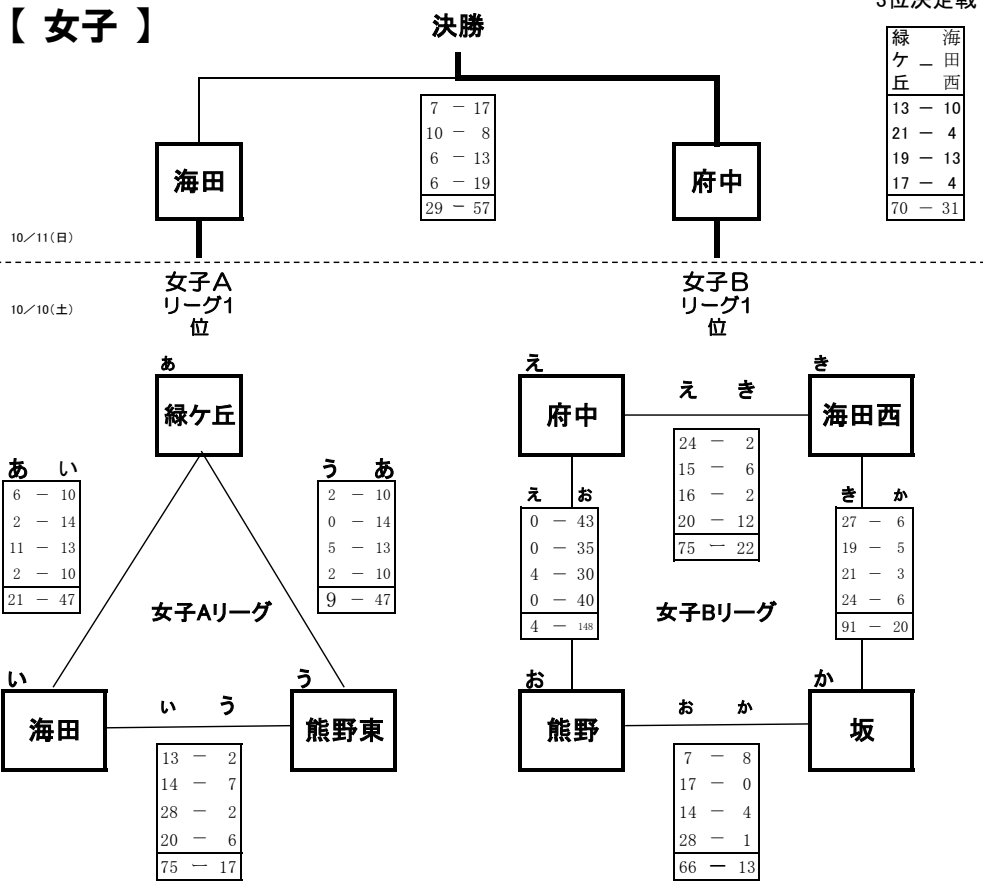 【 女子 】
決勝
3位決定戦
緑ケ丘 － 海田西
13 － 10
21 － 4
19 － 13
17 － 4
70 － 31
7 － 17
10 － 8
6 － 13
6 － 19
29 － 57
海田
府中
10／11（日）
10／10（土）
女子A
リーグ1
位
女子B
リーグ1
位
あ
緑ケ丘
あ い
6 － 10
2 － 14
11 － 13
2 － 10
21 － 47
う あ
2 － 10
0 － 14
5 － 13
2 － 10
9 － 47
女子Aリーグ
い
海田
う
熊野東
い う
13 － 2
14 － 7
28 － 2
20 － 6
75 － 17
え
府中
き
海田西
え き
24 － 2
15 － 6
16 － 2
20 － 12
75 － 22
え お
0 － 43
0 － 35
4 － 30
0 － 40
4 － 148
き か
27 － 6
19 － 5
21 － 3
24 － 6
91 － 20
女子Bリーグ
お
熊野
か
坂
お か
7 － 8
17 － 0
14 － 4
28 － 1
66 － 13